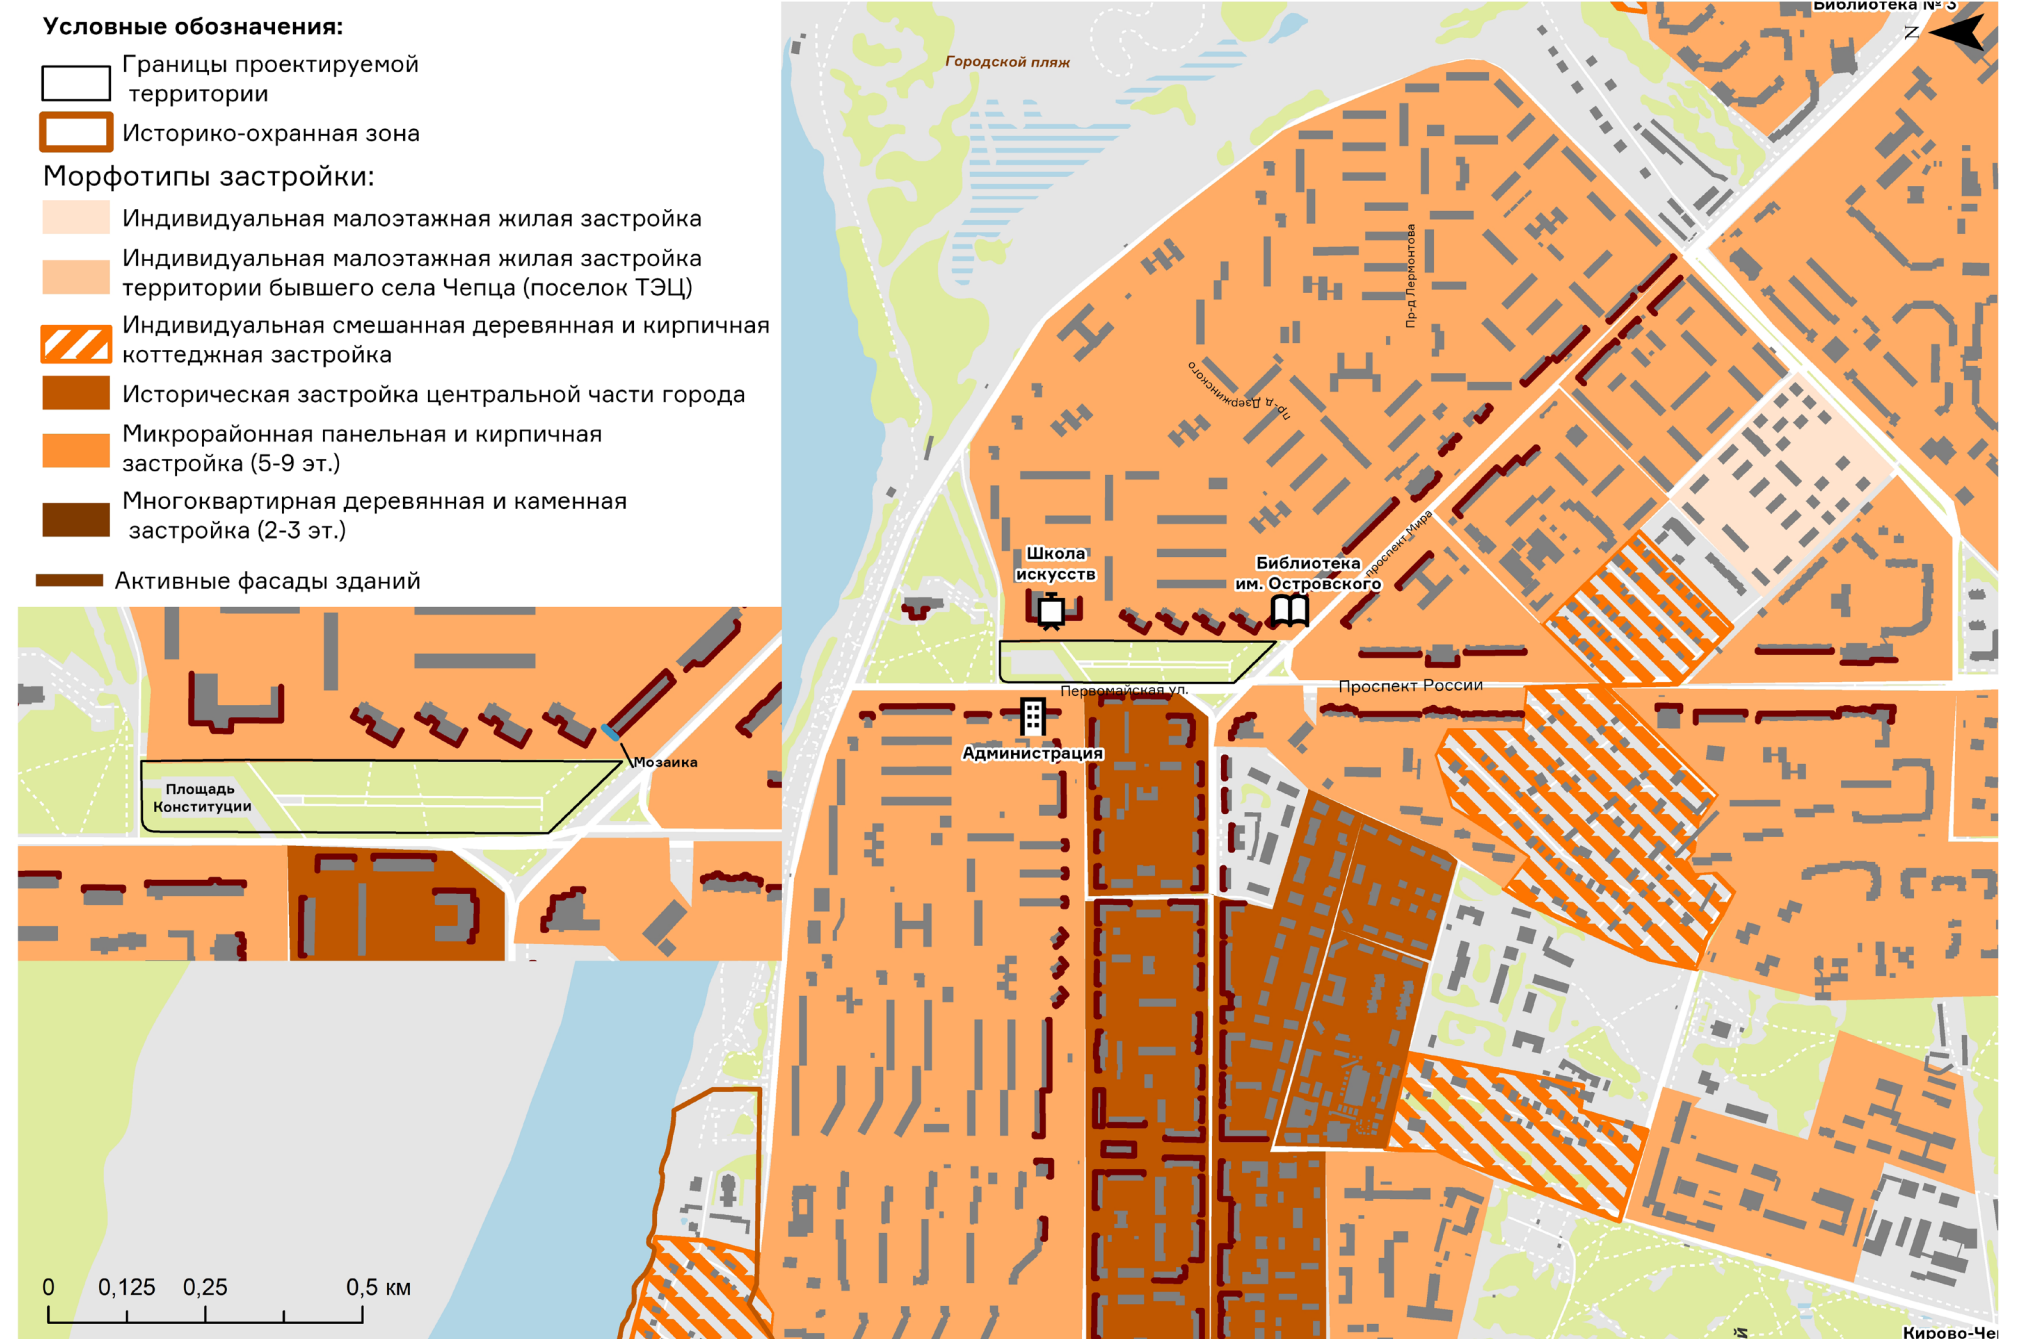 Условные обозначения:
Границы проектируемой
территории
Историко-охранная зона
Морфотипы застройки:
Индивидуальная малоэтажная жилая застройка
Индивидуальная малоэтажная жилая застройка
территории бывшего села Чепца (поселок ТЭЦ)
Индивидуальная смешанная деревянная и кирпичная
коттеджная застройка
Историческая застройка центральной части города
Микрорайонная панельная и кирпичная
застройка (5-9 эт.)
Многоквартирная деревянная и каменная
застройка (2-3 эт.)
Активные фасады зданий
Мозаика
Площадь
Конституции
0 0,125 0,25 0,5 км
Городской пляж
Библиотека № 3
N
Пр-д Лермонтова
пр-д Дзержинского
проспект Мира
Школа
искусств
Библиотека
им. Островского
Первомайская ул.
Проспект России
Администрация
й
Кирово-Че